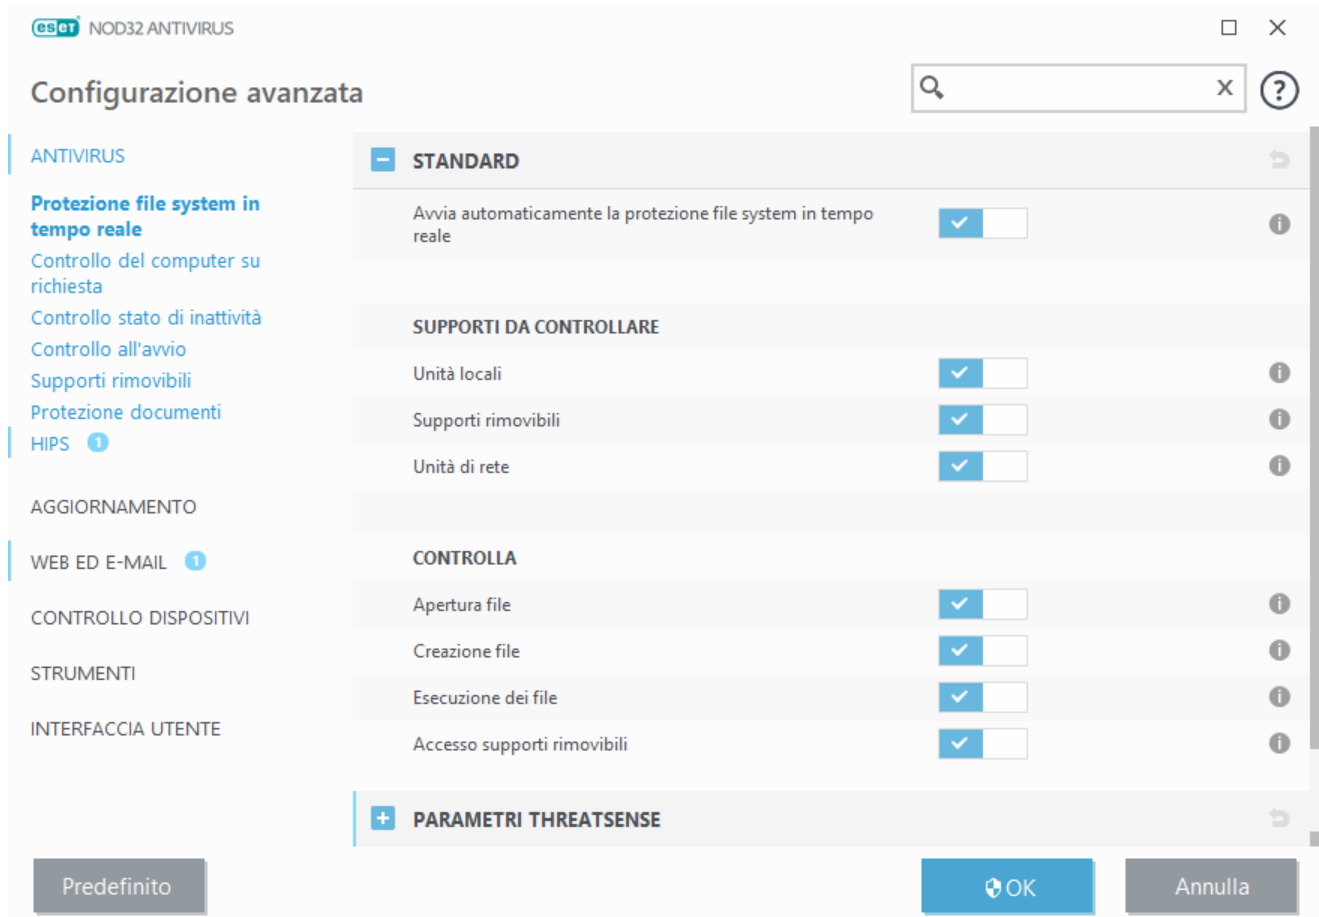 eset NOD32 ANTIVIRUS
Configurazione avanzata
X
?
ANTIVIRUS
Protezione file system in
tempo reale
Controllo del computer su
richiesta
Controllo stato di inattività
Controllo all'avvio
Supporti rimovibili
Protezione documenti
HIPS 1
AGGIORNAMENTO
WEB ED E-MAIL 1
CONTROLLO DISPOSITIVI
STRUMENTI
INTERFACCIA UTENTE
STANDARD
Avvia automaticamente la protezione file system in tempo
reale
SUPPORTI DA CONTROLLARE
Unità locali
Supporti rimovibili
Unità di rete
CONTROLLA
Apertura file
Creazione file
Esecuzione dei file
Accesso supporti rimovibili
PARAMETRI THREATSENSE
Predefinito
OK
Annulla